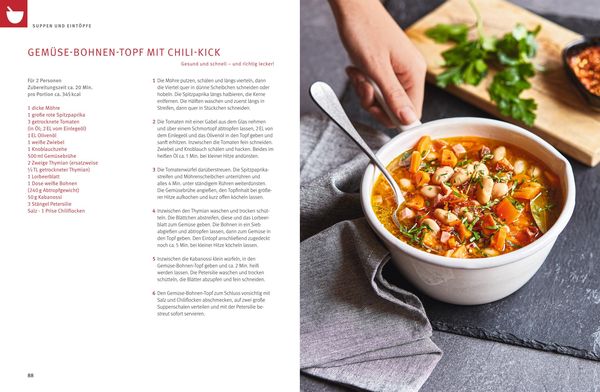 SUPPEN UND EINTÖPFE
GEMÜSE-BOHNEN-TOPF MIT CHILI-KICK
Gesund und schnell – und richtig lecker!
Für 2 Personen
Zubereitungszeit ca. 20 Min.
pro Portion ca. 345 kcal
1 dicke Möhre
1 große rote Spitzpaprika
3 getrocknete Tomaten
(in Öl; 2 EL vom Einlegeöl)
1 EL Olivenöl
1 weiße Zwiebel
1 Knoblauchzehe
500 ml Gemüsebrühe
2 Zweige Thymian (ersatzweise
½ TL getrockneter Thymian)
1 Lorbeerblatt
1 Dose weiße Bohnen
(240 g Abtropfgewicht)
50 g Kabanossi
3 Stängel Petersilie
Salz · 1 Prise Chiliflocken
1 Die Möhre putzen, schälen und längs vierteln, dann
die Viertel quer in dünne Scheibchen schneiden oder
hobeln. Die Spitzpaprika längs halbieren, die Kerne
entfernen. Die Hälften waschen und zuerst längs in
Streifen, dann quer in Stückchen schneiden.
2 Die Tomaten mit einer Gabel aus dem Glas nehmen
und über einem Schmortopf abtropfen lassen, 2 EL von
dem Einlegeöl und das Olivenöl in den Topf geben und
sanft erhitzen. Inzwischen die Tomaten fein schneiden.
Zwiebel und Knoblauch schälen und hacken. Beides im
heißen Öl ca. 1 Min. bei kleiner Hitze andünsten.
3 Die Tomatenwürfel darüberstreuen. Die Spitzpaprika-
streifen und Möhrenscheibchen unterrühren und
alles 4 Min. unter ständigem Rühren weiterdünsten.
Die Gemüsebrühe angießen, den Topfinhalt bei großer
Hitze aufkochen und kurz offen köcheln lassen.
4 Inzwischen den Thymian waschen und trocken schüt-
teln. Die Blättchen abstreifen, diese und das Lorbeer-
blatt zum Gemüse geben. Die Bohnen in ein Sieb
abgießen und abtropfen lassen, dann zum Gemüse in
den Topf geben. Den Eintopf anschließend zugedeckt
noch ca. 5 Min. bei kleiner Hitze köcheln lassen.
5 Inzwischen die Kabanossi klein würfeln, in den
Gemüse-Bohnen-Topf geben und ca. 2 Min. heiß
werden lassen. Die Petersilie waschen und trocken
schütteln, die Blätter abzupfen und fein schneiden.
6 Den Gemüse-Bohnen-Topf zum Schluss vorsichtig mit
Salz und Chiliflocken abschmecken, auf zwei große
Suppenschalen verteilen und mit der Petersilie be-
streut sofort servieren.
88